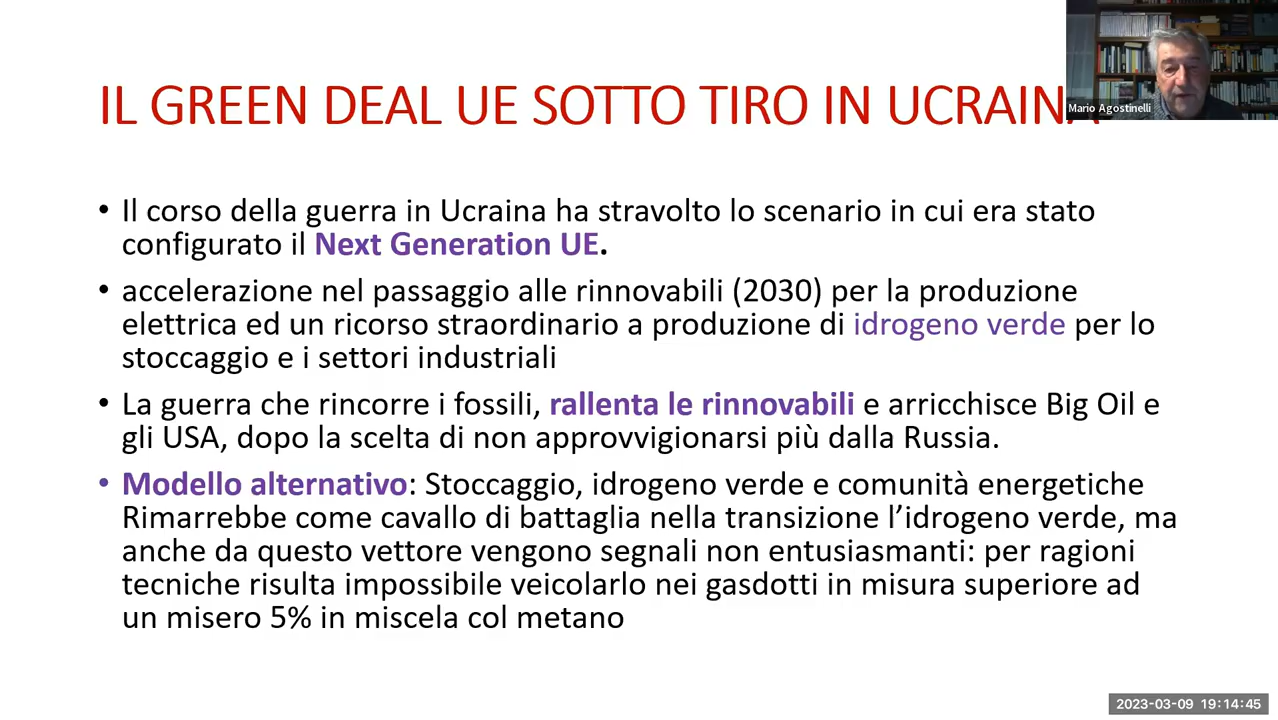 IL GREEN DEAL UE SOTTO TIRO IN UCRAINA
Mario Agostinelli
• Il corso della guerra in Ucraina ha stravolto lo scenario in cui era stato
configurato il Next Generation UE.
• accelerazione nel passaggio alle rinnovabili (2030) per la produzione
elettrica ed un ricorso straordinario a produzione di idrogeno verde per lo
stoccaggio e i settori industriali
• La guerra che rincorre i fossili, rallenta le rinnovabili e arricchisce Big Oil e
gli USA, dopo la scelta di non approvvigionarsi più dalla Russia.
• Modello alternativo: Stoccaggio, idrogeno verde e comunità energetiche
Rimarrebbe come cavallo di battaglia nella transizione l’idrogeno verde, ma
anche da questo vettore vengono segnali non entusiasmanti: per ragioni
tecniche risulta impossibile veicolarlo nei gasdotti in misura superiore ad
un misero 5% in miscela col metano
2023-03-09 19:14:45